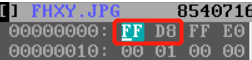 [] FHXY.JPG 8540716
00000000: FF D8 FF E0
00000010: 00 01 00 00